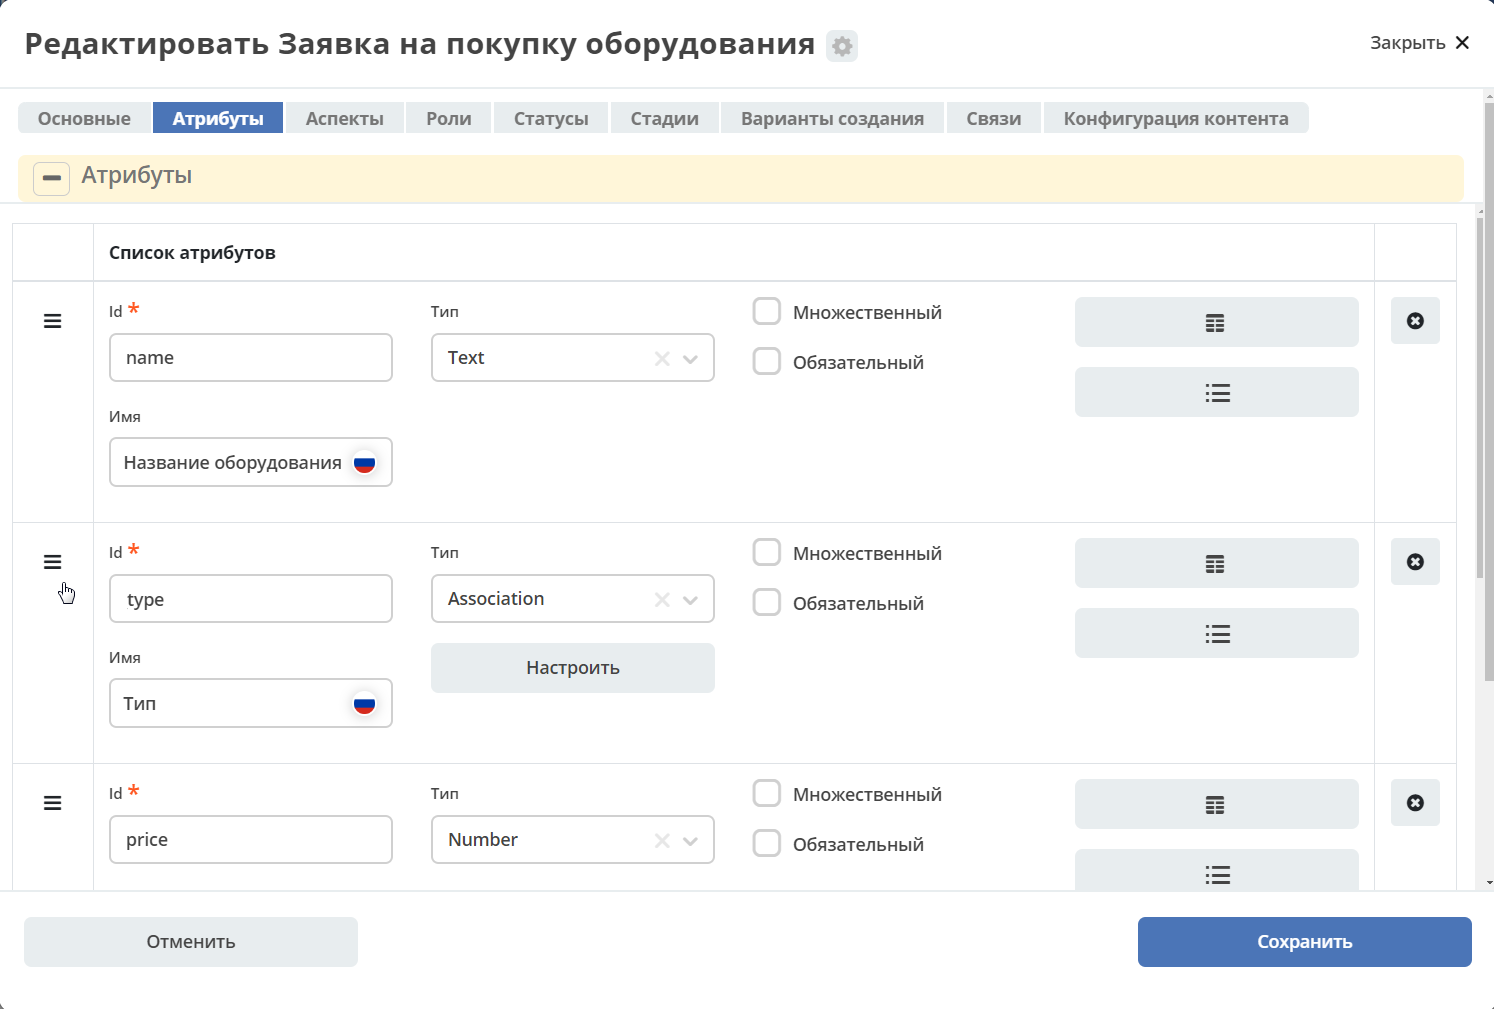 Редактировать Заявка на покупку оборудования
Закрыть
Основные Атрибуты Аспекты Роли Статусы Стадии Варианты создания Связи Конфигурация контента
Атрибуты
Список атрибутов
Id * Тип Множественный
name Text Обязательный
Имя
Название оборудования
Id * Тип Множественный
type Association Обязательный
Имя Настроить
Тип
Id * Тип Множественный
price Number Обязательный
Отменить Сохранить